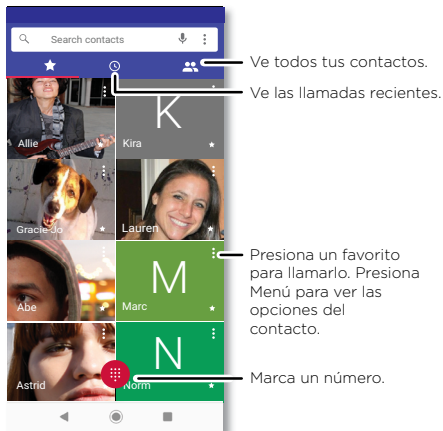 Search contacts
Ve todos tus contactos.
Ve las llamadas recientes.
Allie
K
Kira
Gracie Jo
Lauren
Presiona un favorito
para llamarlo. Presiona
Menú para ver las
opciones del
contacto.
Abe
M
Marc
Astrid
N
Norm
Marca un número.